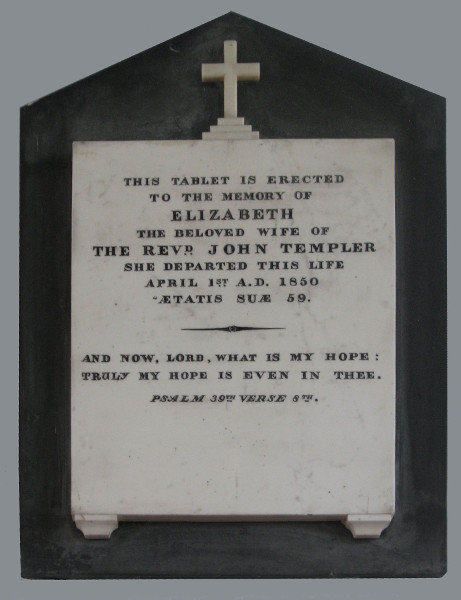 THIS TABLET IS ERECTED
TO THE MEMORY OF
ELIZABETH
THE BELOVED WIFE OF
THE REVD. JOHN TEMPLER
SHE DEPARTED THIS LIFE
APRIL 1ST A.D. 1850
ÆTATIS SUÆ 59.
AND NOW, LORD, WHAT IS MY HOPE:
TRULY MY HOPE IS EVEN IN THEE.
PSALM 39TH VERSE 8TH.